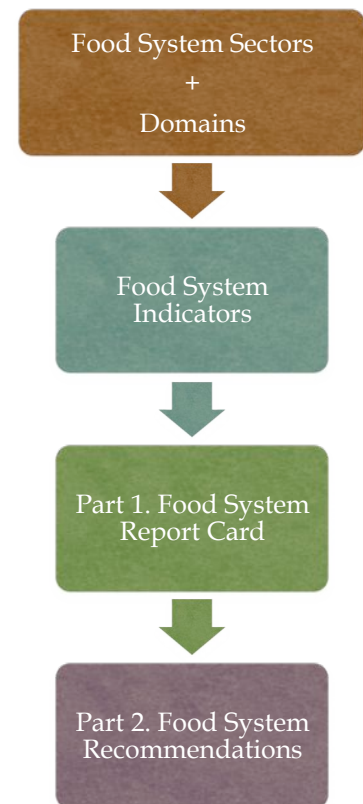 Food System Sectors
+
Domains
Food System
Indicators
Part 1. Food System
Report Card
Part 2. Food System
Recommendations